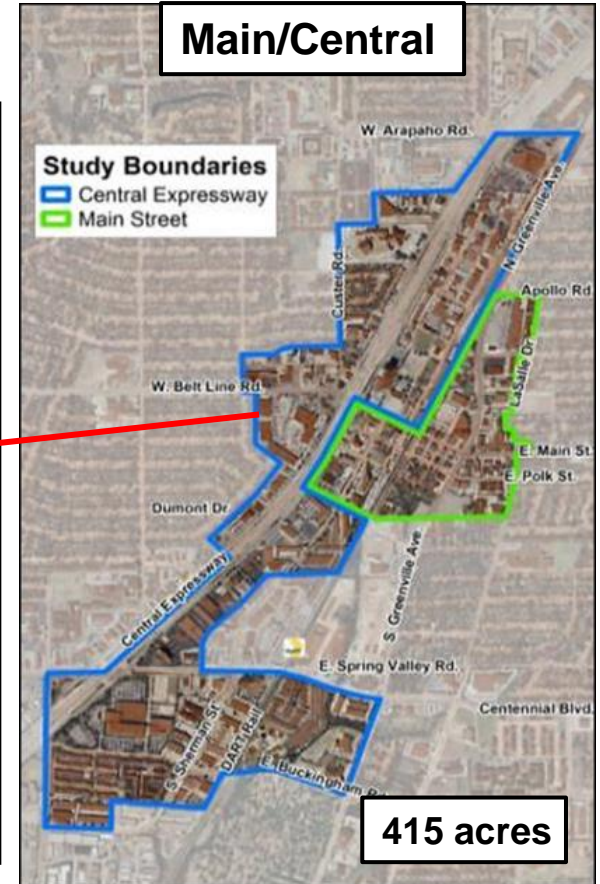 Main/Central
W. Arapaho Rd.
Study Boundaries
Central Expressway
Main Street
N. Greenville Ave.
Custer Rd.
Apollo Rd.
LaSalle Dr
W. Belt Line Rd.
E. Main St.
E. Polk St.
Dumont Dr
S. Greenville Ave
Central Expressway
E. Spring Valley Rd.
Centennial Blvd.
S. Sherman St.
DART Rail
E. Buckingham
415 acres